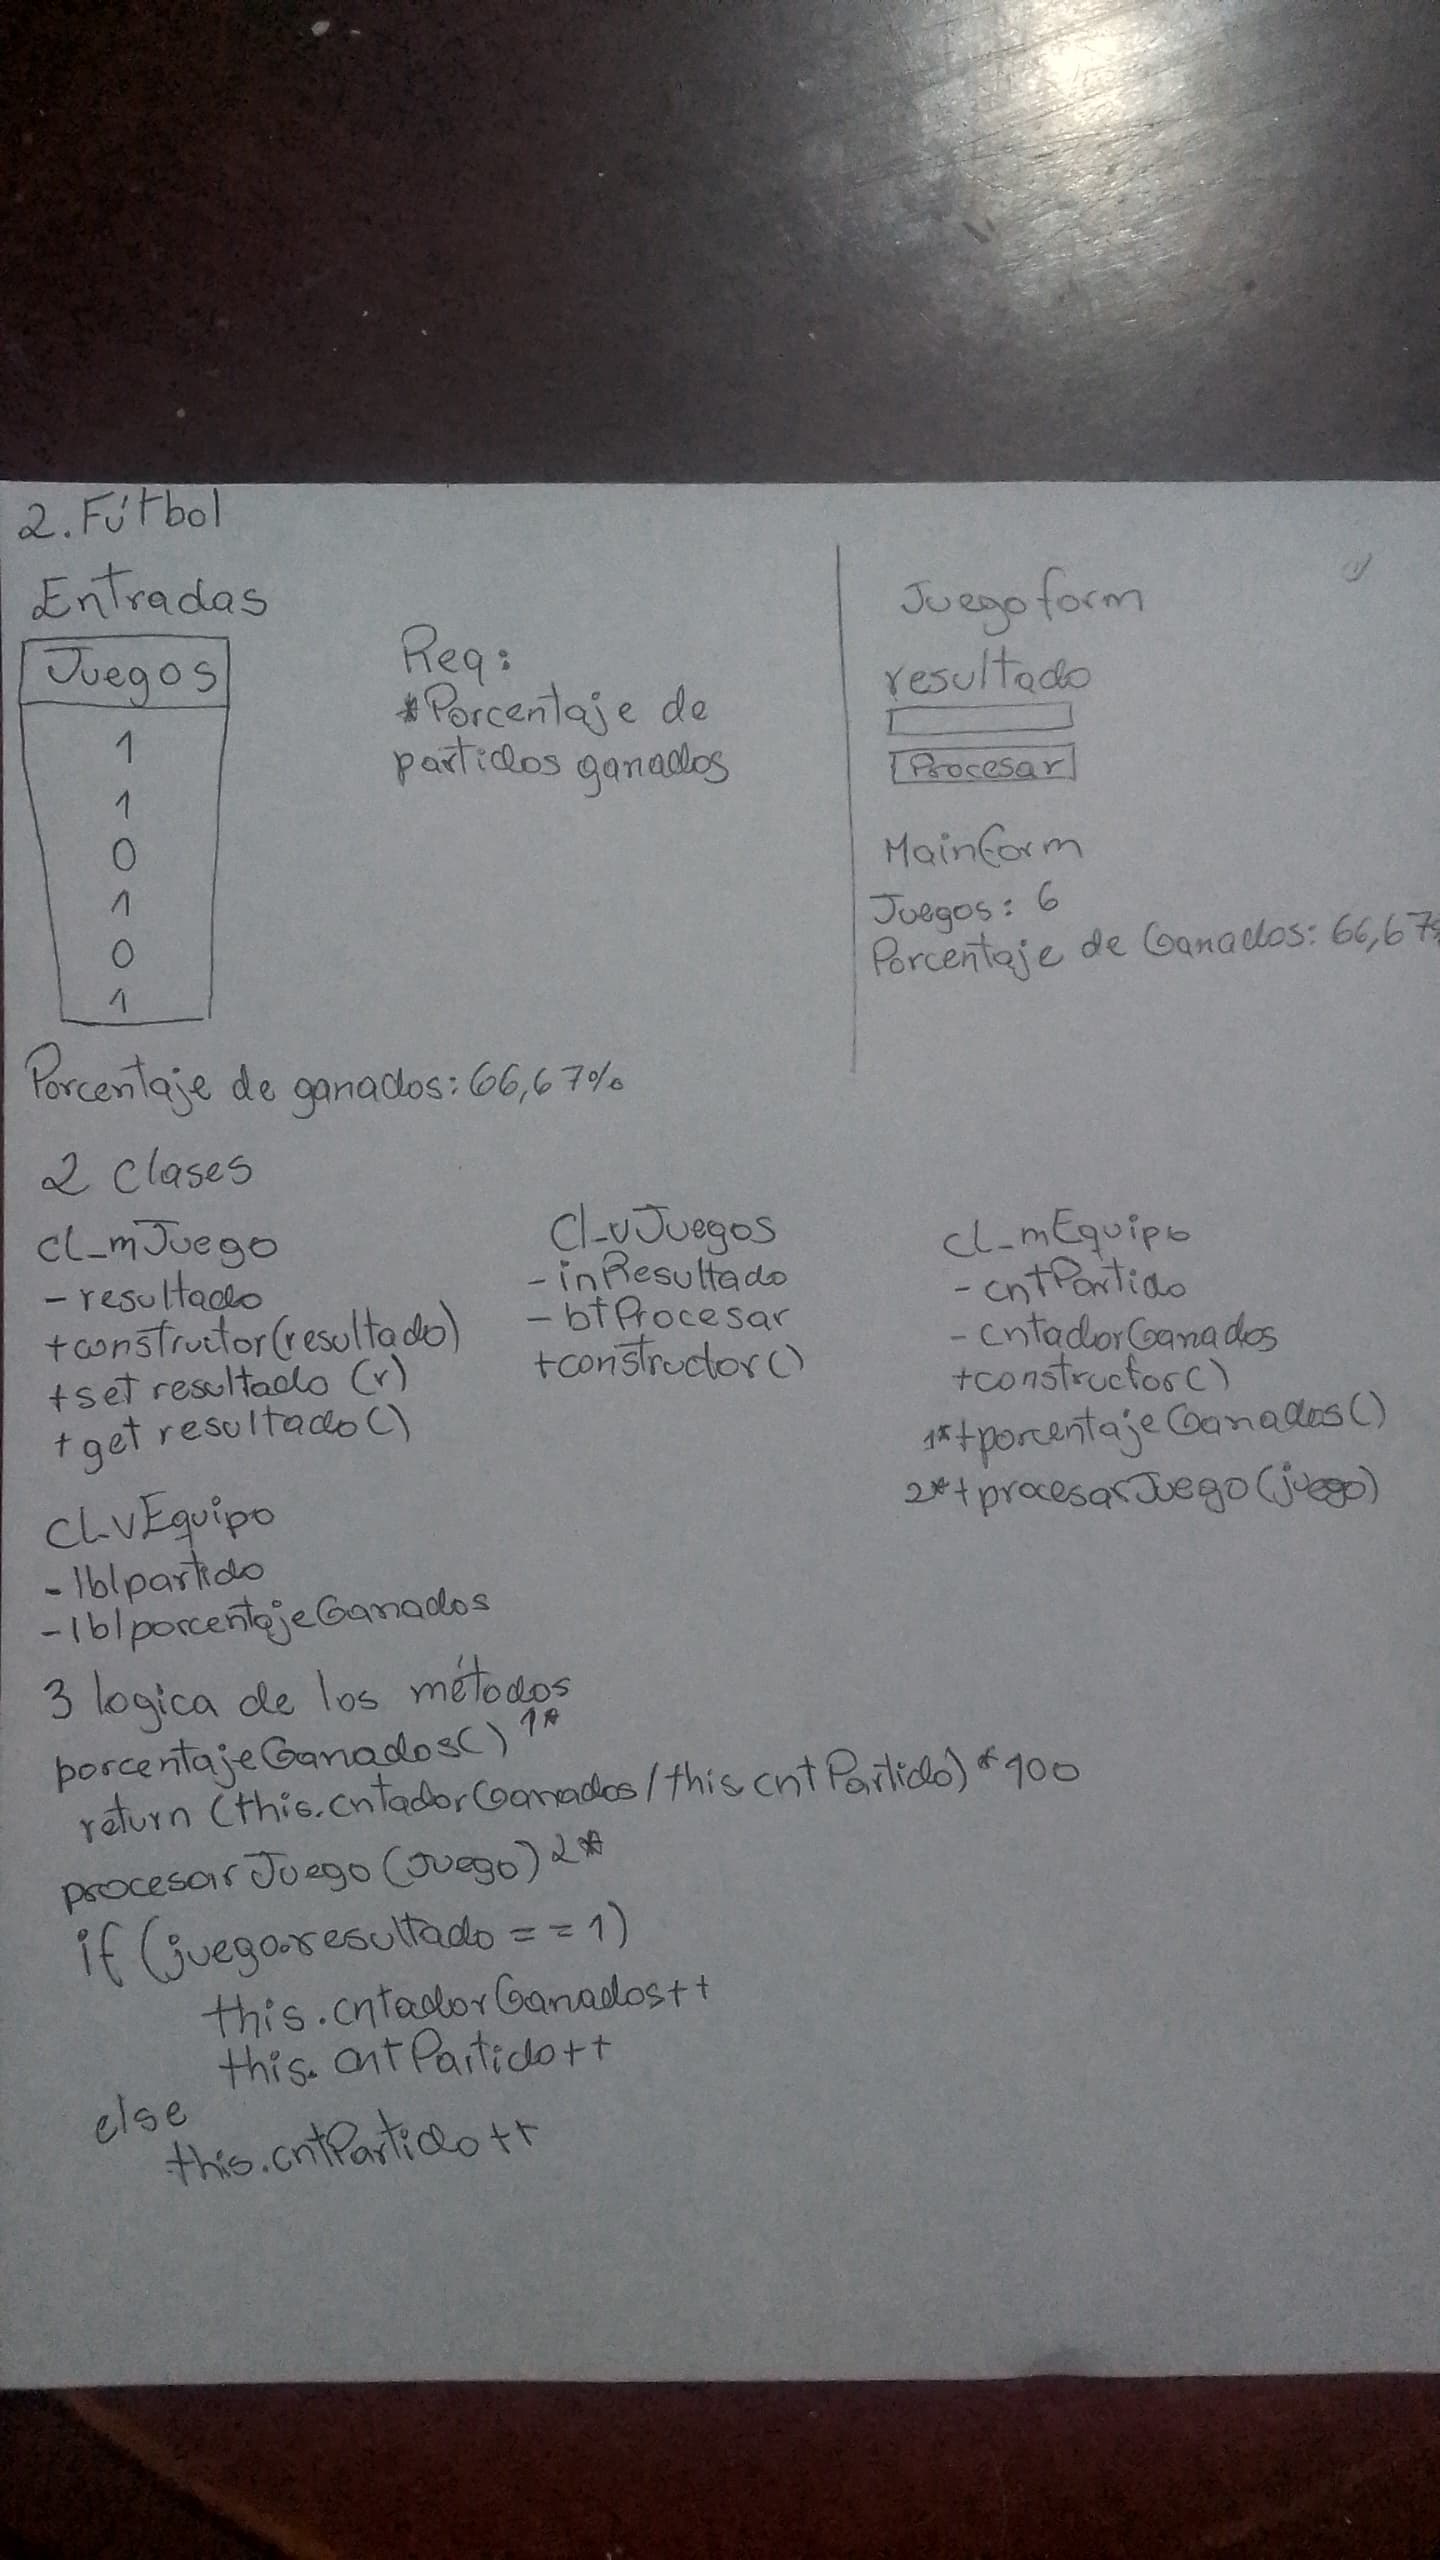 2. Fútbol
Entradas
Juegos
1
1
0
1
0
1
Req:
*Porcentaje de
partidos ganados
Juegoform
resultado
Procesar
Mainform
Juegos: 6
Porcentaje de Ganados: 66,67%
Porcentaje de ganados: 66,67%
2 clases
cl_mJuego
- resultado
+constructor(resultado)
+set resultado (r)
+get resultado()
Cl_vJuegos
- inResultado
- btProcesar
+constructor()
cl_mEquipo
- cntPartido
- cntadorGanados
+constructor()
1*+porcentajeGanados()
2*+procesarJuego(juego)
Cl_vEquipo
- lblpartido
- lblporcentajeGanados
3 logica de los métodos
porcentajeGanados() 1*
return (this.cntadorGanados/this.cntPartido)*100
procesarJuego(Juego) 2*
if (juego.resultado == 1)
this.cntadorGanados++
this.cntPartido++
else
this.cntPartido++